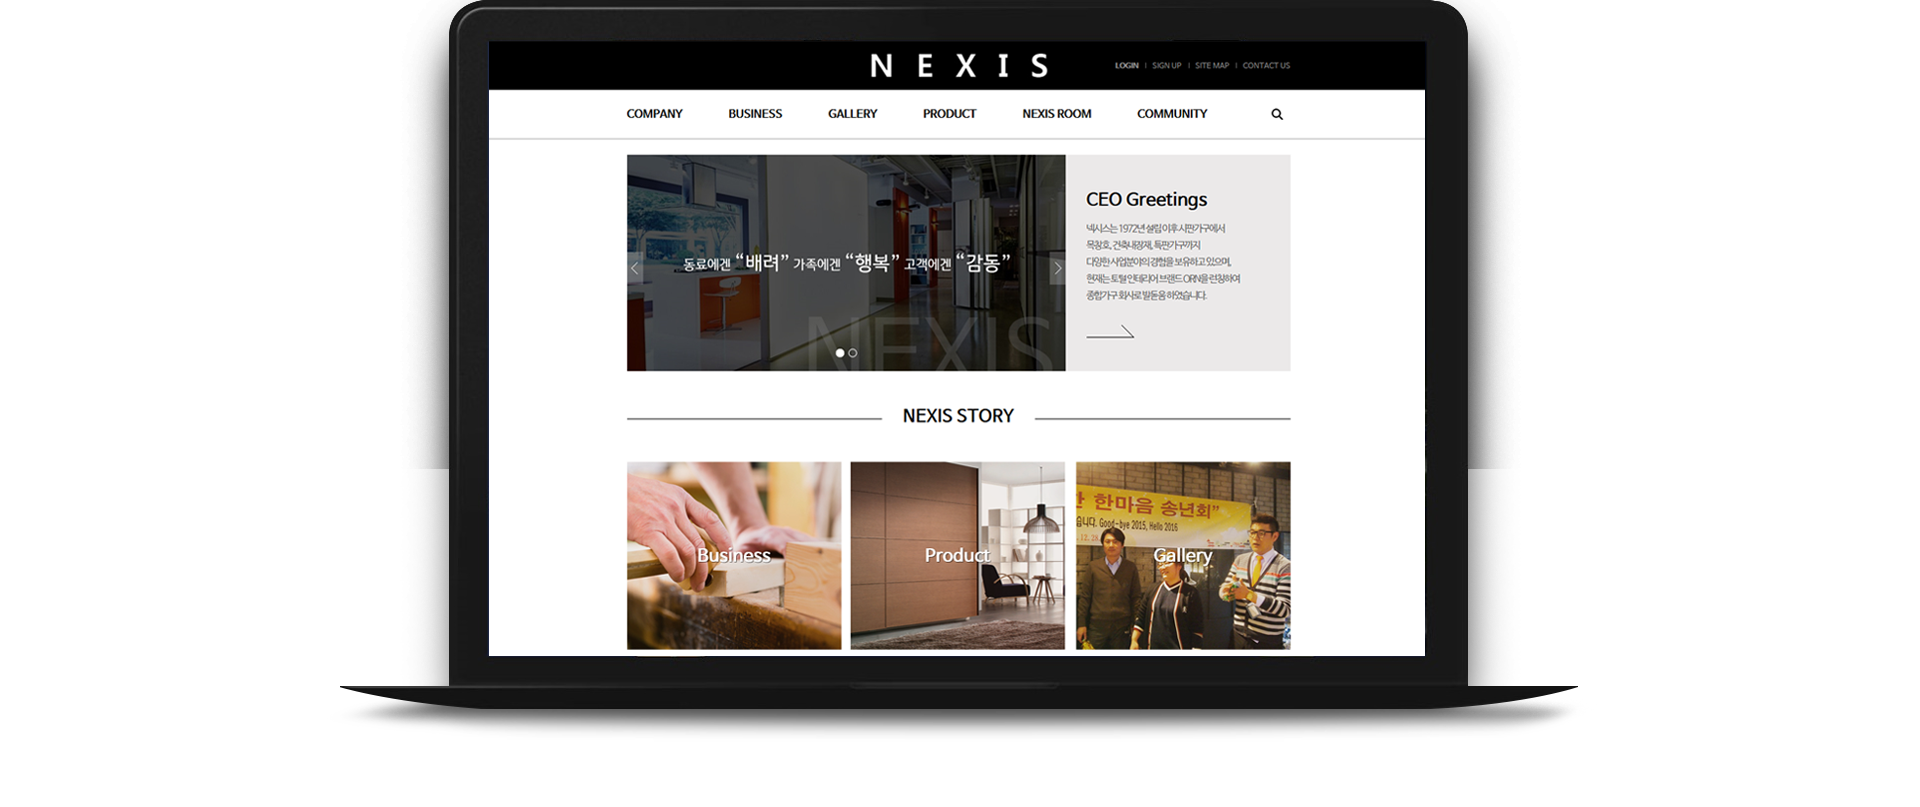 NEXIS
LOGIN | SIGN UP | SITE MAP | CONTACT US
COMPANY BUSINESS GALLERY PRODUCT NEXIS ROOM COMMUNITY
동료에겐 “배려” 가족에겐 “행복” 고객에겐 “감동”
NEXIS
CEO Greetings
넥시스는 1972년 설립 이후 시판가구에서
목창호, 건축내장재, 특판가구까지
다양한 사업분야의 경험을 보유하고 있으며,
현재는 토털 인테리어 브랜드 ORN을 런칭하여
종합가구 회사로 발돋움 하였습니다.
NEXIS STORY
Business
Product
한마음 송년회”
습니다. Good-bye 2015, Hello 2016
Gallery